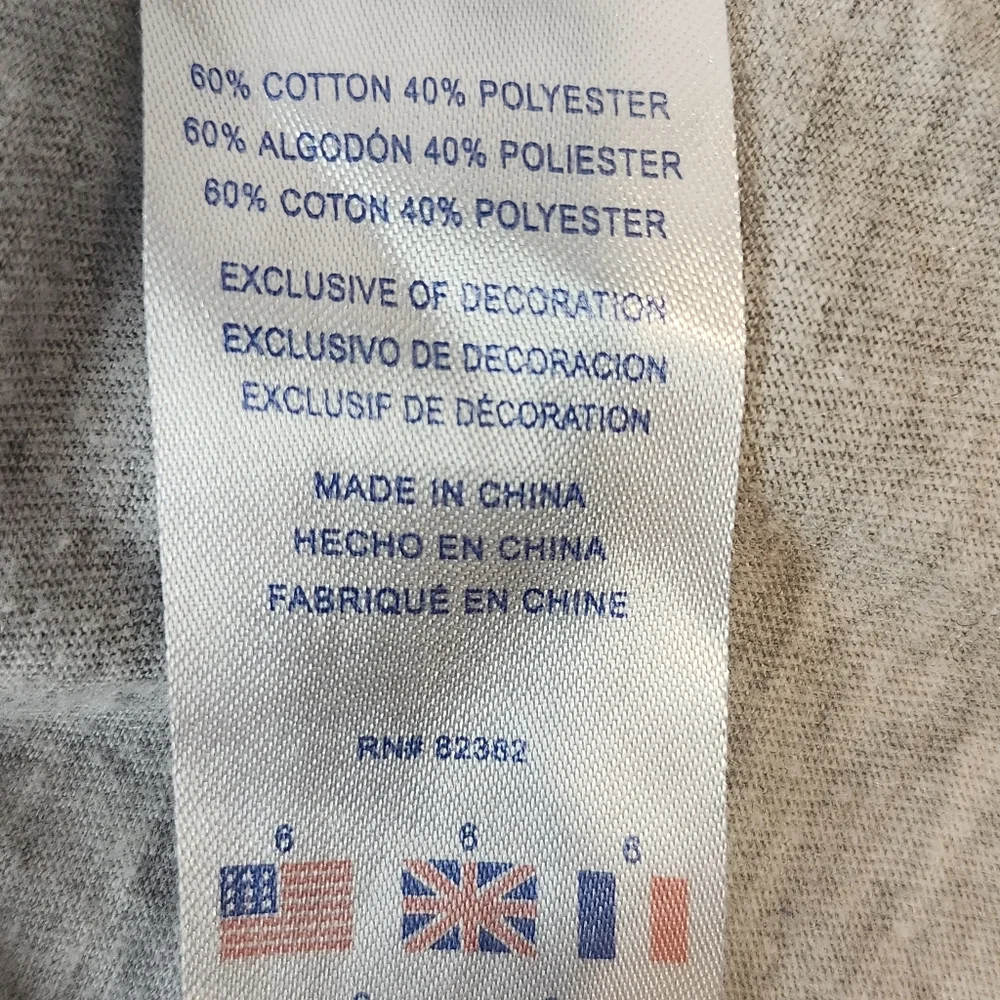 60% COTTON 40% POLYESTER
60% ALGODÓN 40% POLIESTER
60% COTON 40% POLYESTER
EXCLUSIVE OF DECORATION
EXCLUSIVO DE DECORACION
EXCLUSIF DE DÉCORATION
MADE IN CHINA
HECHO EN CHINA
FABRIQUÉ EN CHINE
RN# 82382
6 6 6